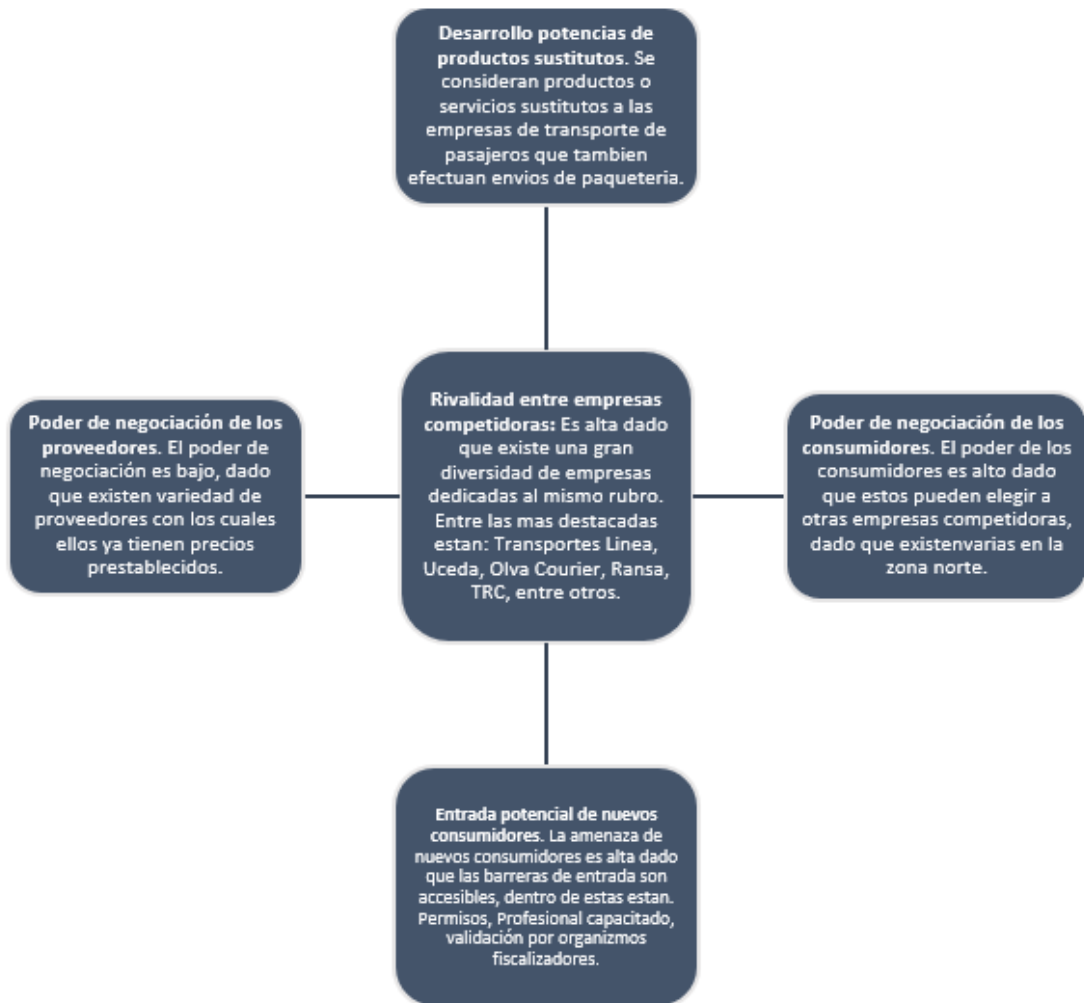 Desarrollo potencias de
productos sustitutos. Se
consideran productos o
servicios sustitutos a las
empresas de transporte de
pasajeros que tambien
efectuan envios de paqueteria.
Poder de negociación de los
proveedores. El poder de
negociación es bajo, dado
que existen variedad de
proveedores con los cuales
ellos ya tienen precios
prestablecidos.
Rivalidad entre empresas
competidoras: Es alta dado
que existe una gran
diversidad de empresas
dedicadas al mismo rubro.
Entre las mas destacadas
estan: Transportes Linea,
Uceda, Olva Courier, Ransa,
TRC, entre otros.
Poder de negociación de los
consumidores. El poder de los
consumidores es alto dado
que estos pueden elegir a
otras empresas competidoras,
dado que existenvarias en la
zona norte.
Entrada potencial de nuevos
consumidores. La amenaza de
nuevos consumidores es alta dado
que las barreras de entrada son
accesibles, dentro de estas estan.
Permisos, Profesional capacitado,
validación por organizmos
fiscalizadores.